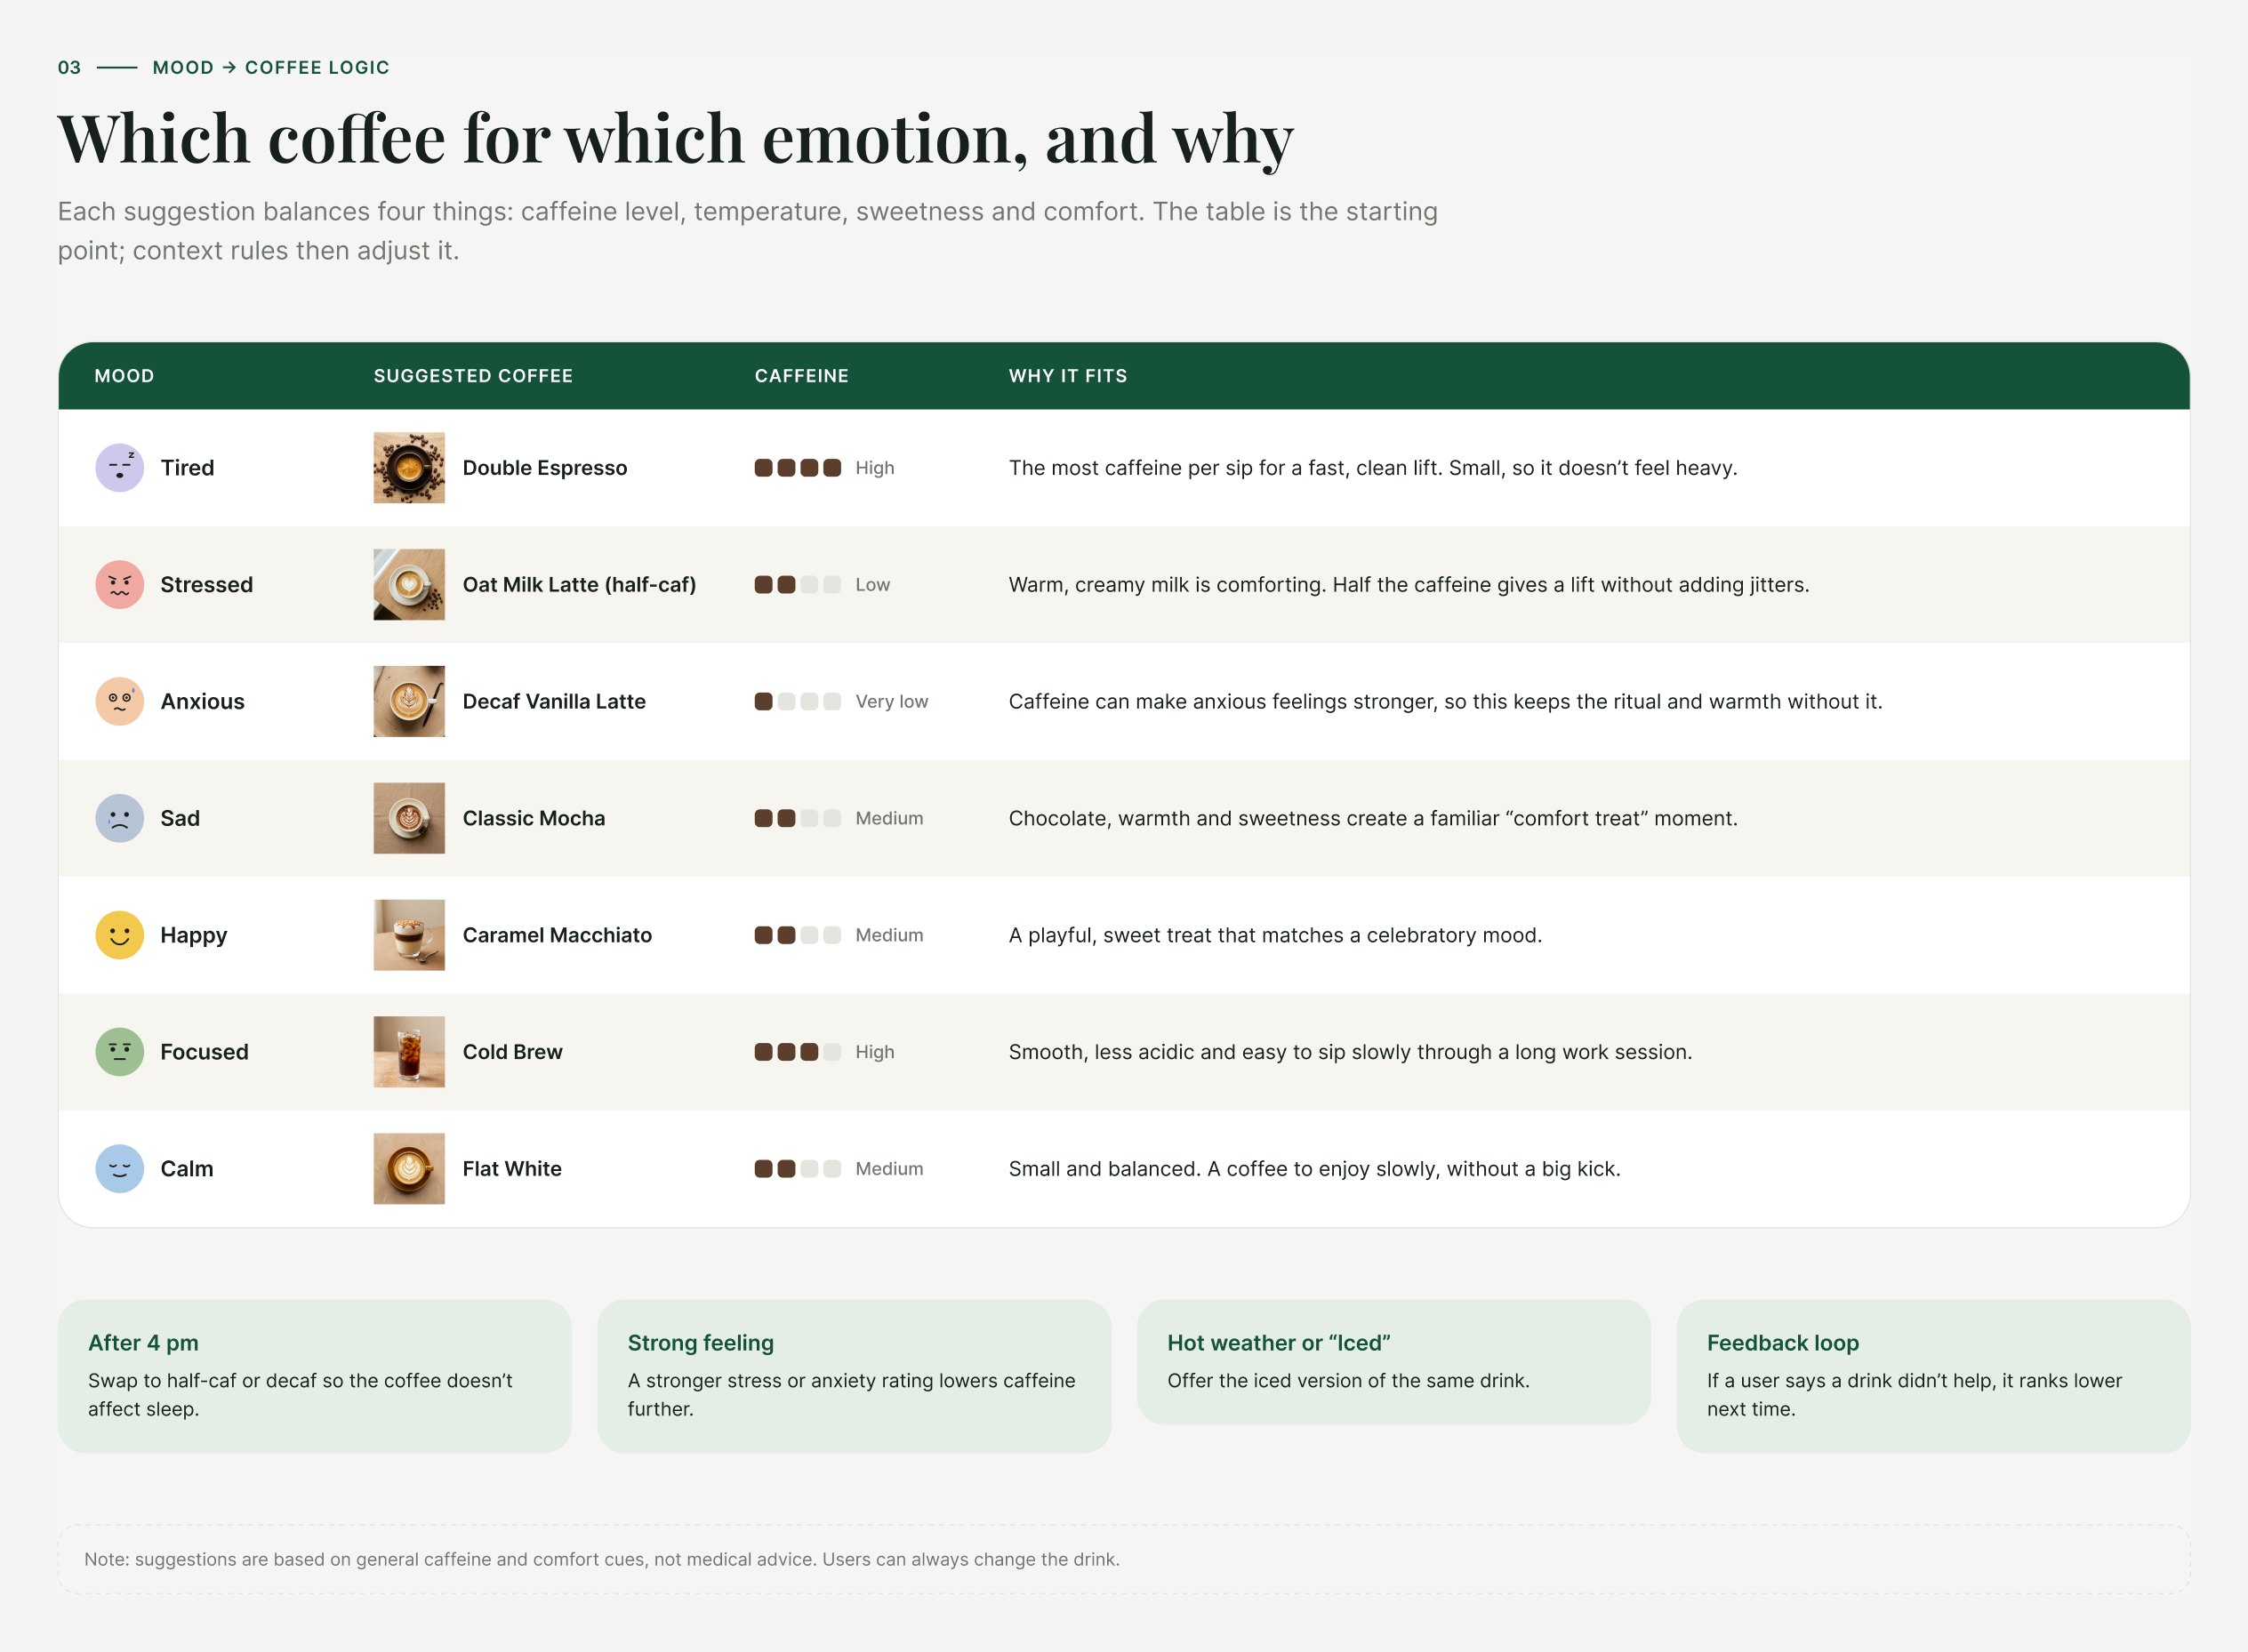 03 — MOOD → COFFEE LOGIC
Which coffee for which emotion, and why
Each suggestion balances four things: caffeine level, temperature, sweetness and comfort. The table is the starting
point; context rules then adjust it.
MOOD SUGGESTED COFFEE CAFFEINE WHY IT FITS
z
Tired Double Espresso High The most caffeine per sip for a fast, clean lift. Small, so it doesn’t feel heavy.
Stressed Oat Milk Latte (half-caf) Low Warm, creamy milk is comforting. Half the caffeine gives a lift without adding jitters.
Anxious Decaf Vanilla Latte Very low Caffeine can make anxious feelings stronger, so this keeps the ritual and warmth without it.
Sad Classic Mocha Medium Chocolate, warmth and sweetness create a familiar “comfort treat” moment.
Happy Caramel Macchiato Medium A playful, sweet treat that matches a celebratory mood.
Focused Cold Brew High Smooth, less acidic and easy to sip slowly through a long work session.
Calm Flat White Medium Small and balanced. A coffee to enjoy slowly, without a big kick.
After 4 pm
Swap to half-caf or decaf so the coffee doesn’t
affect sleep.
Strong feeling
A stronger stress or anxiety rating lowers caffeine
further.
Hot weather or “Iced”
Offer the iced version of the same drink.
Feedback loop
If a user says a drink didn’t help, it ranks lower
next time.
Note: suggestions are based on general caffeine and comfort cues, not medical advice. Users can always change the drink.